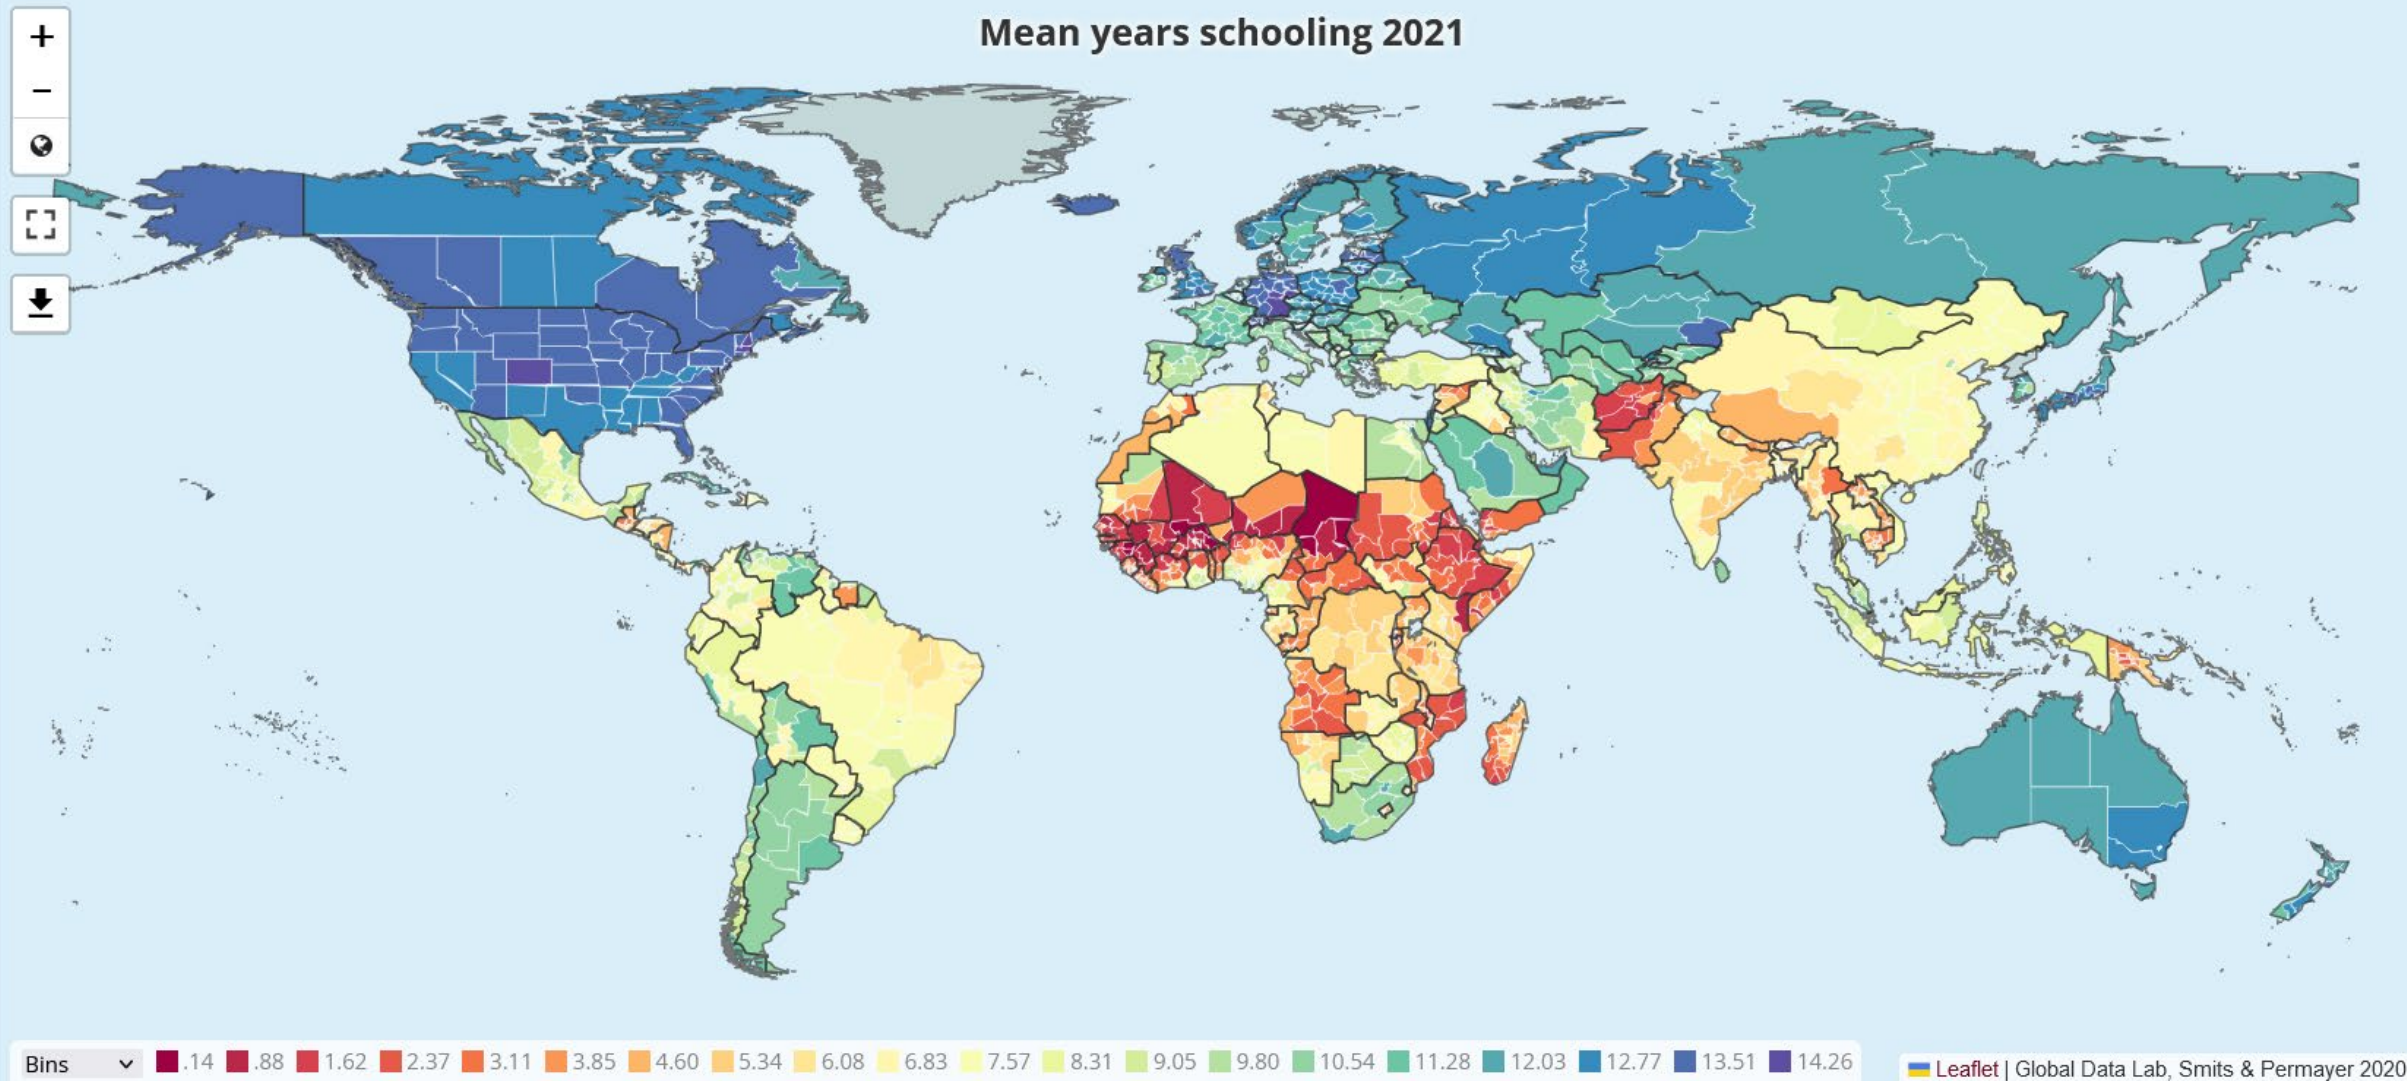 +
Mean years schooling 2021
−
Bins .14 .88 1.62 2.37 3.11 3.85 4.60 5.34 6.08 6.83 7.57 8.31 9.05 9.80 10.54 11.28 12.03 12.77 13.51 14.26
Leaflet | Global Data Lab, Smits & Permayer 2020